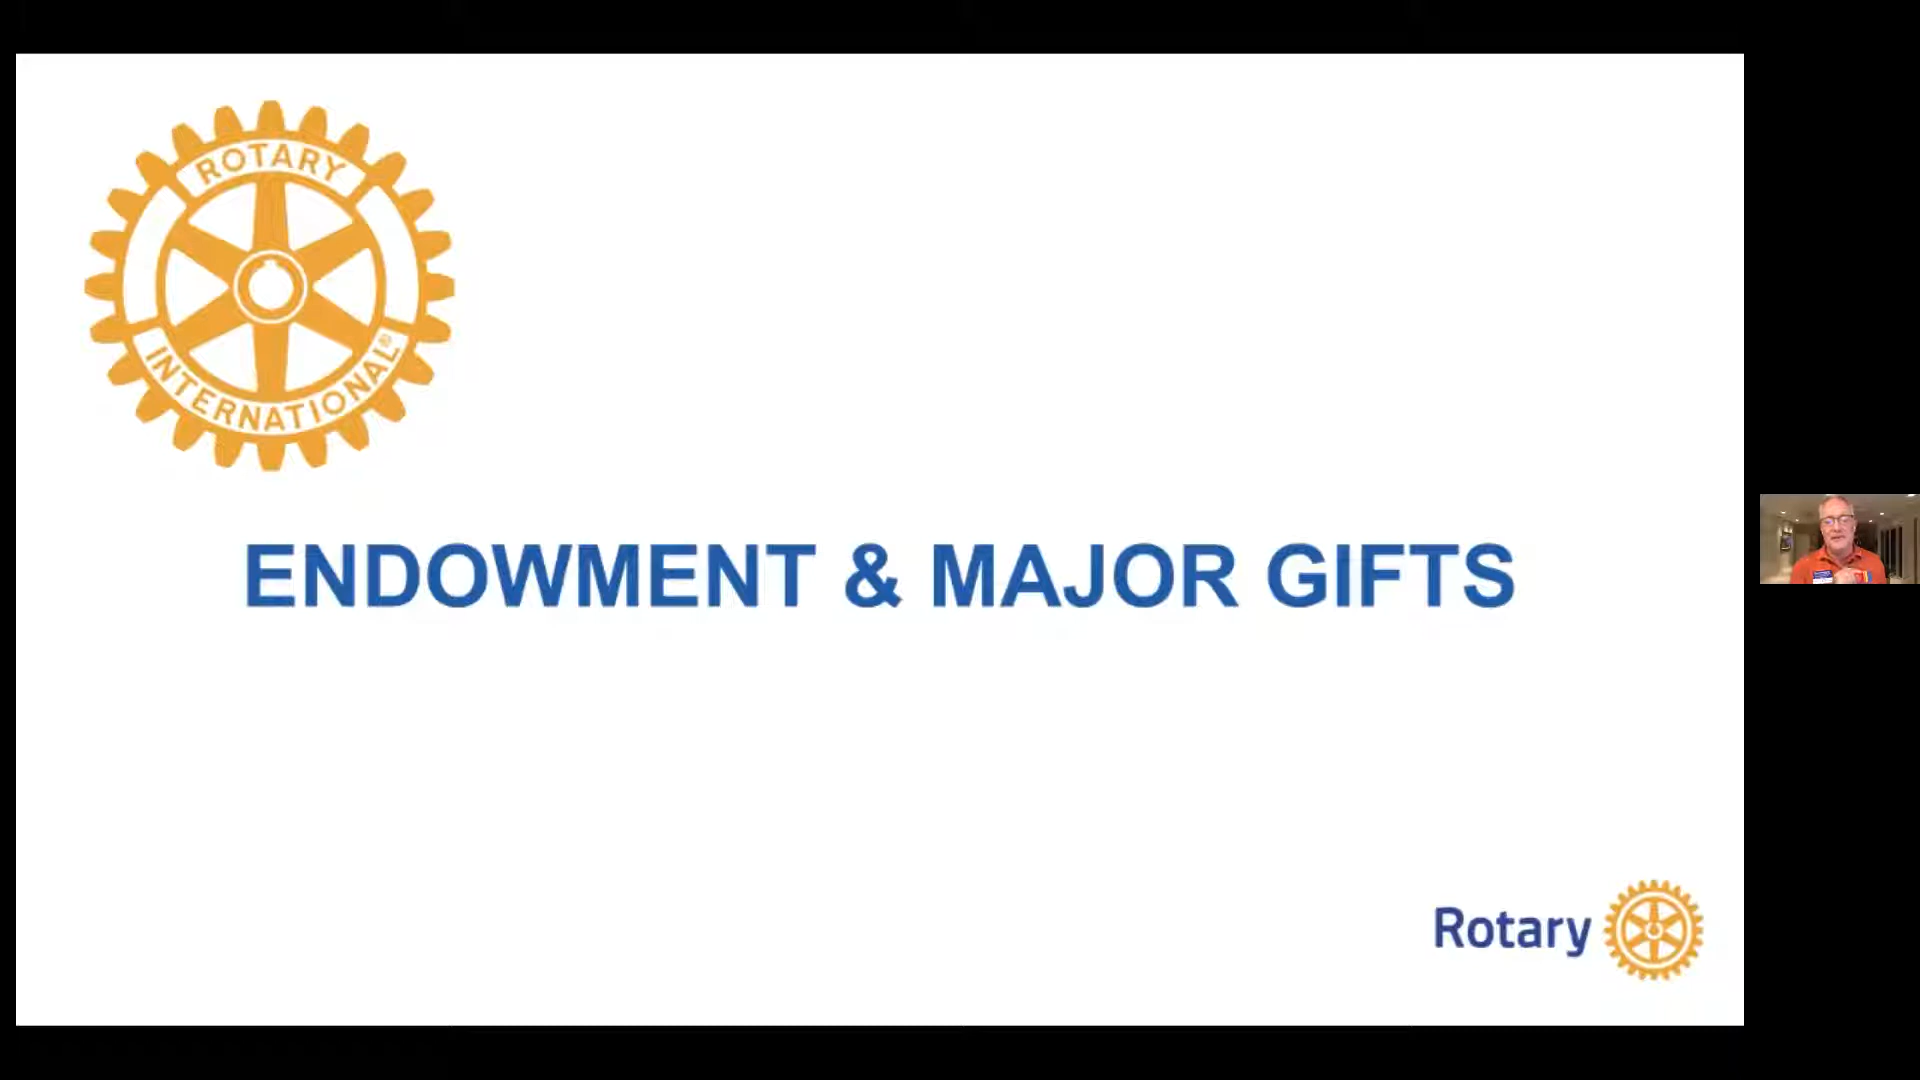 ROTARY
INTERNATIONAL®
ENDOWMENT & MAJOR GIFTS
Rotary